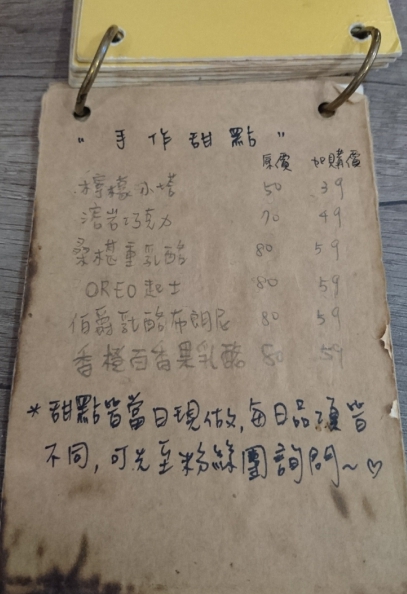 "手作甜點"
原價 加購價
檸檬小塔 50 39
溶岩巧克力 70 49
桑椹重乳酪 80 59
OREO起士 80 59
伯爵乳酪布朗尼 80 59
香橙百香果乳酪 80 59
*甜點皆當日現做,每日品項皆
不同,可先至粉絲團詢問~♡